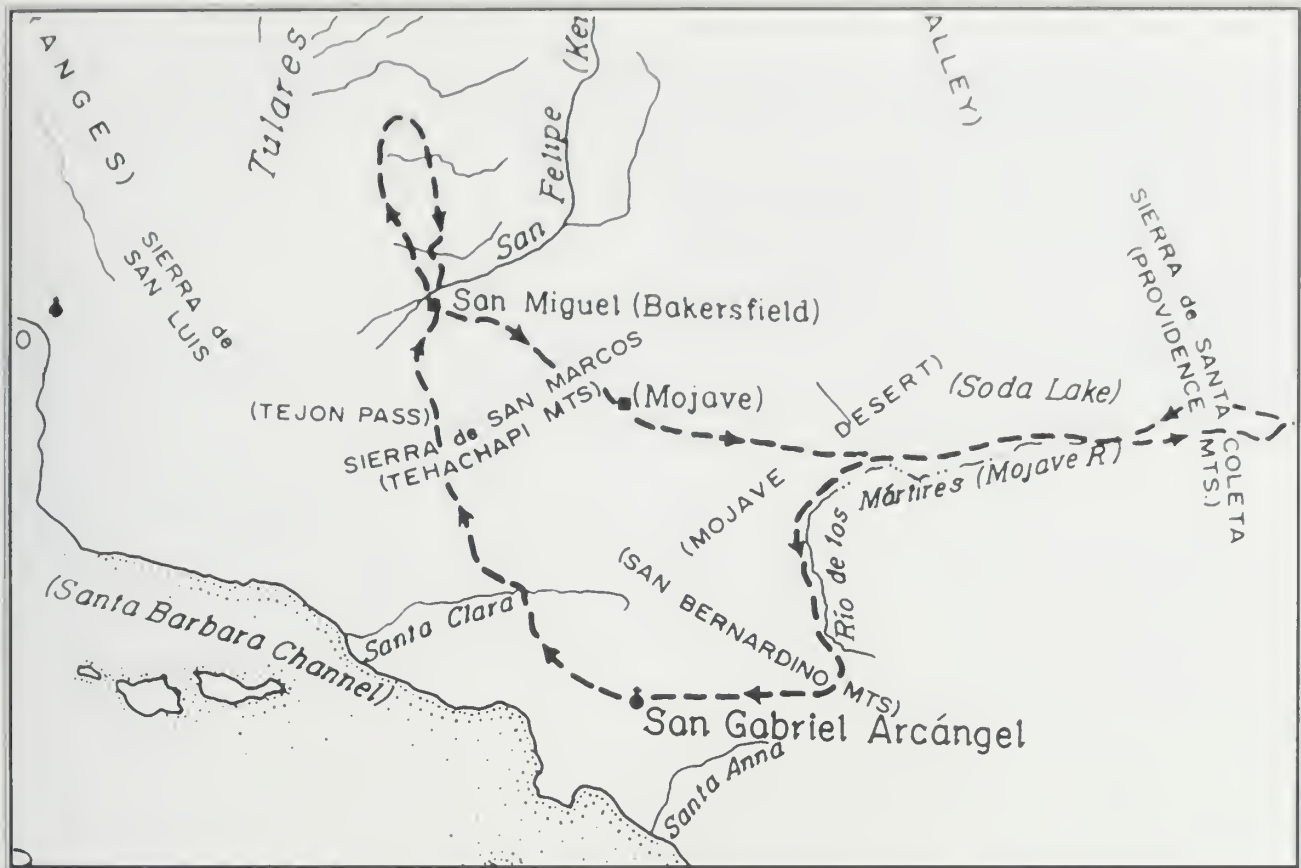 ANGES)
Tulares
San Felipe (Ker
ALLEY)
SIERRA de
SAN LUIS
SIERRA de SANTA COLETA
(PROVIDENCE MTS.)
San Miguel (Bakersfield)
(TEJON PASS)
SIERRA de SAN MARCOS
(TEHACHAPI MTS)
(Mojave)
(MOJAVE DESERT)
(Soda Lake)
Río de los Mártires (Mojave R)
(SAN BERNARDINO MTS)
(Santa Barbara Channel)
Santa Clara
San Gabriel Arcángel
Santa Anna